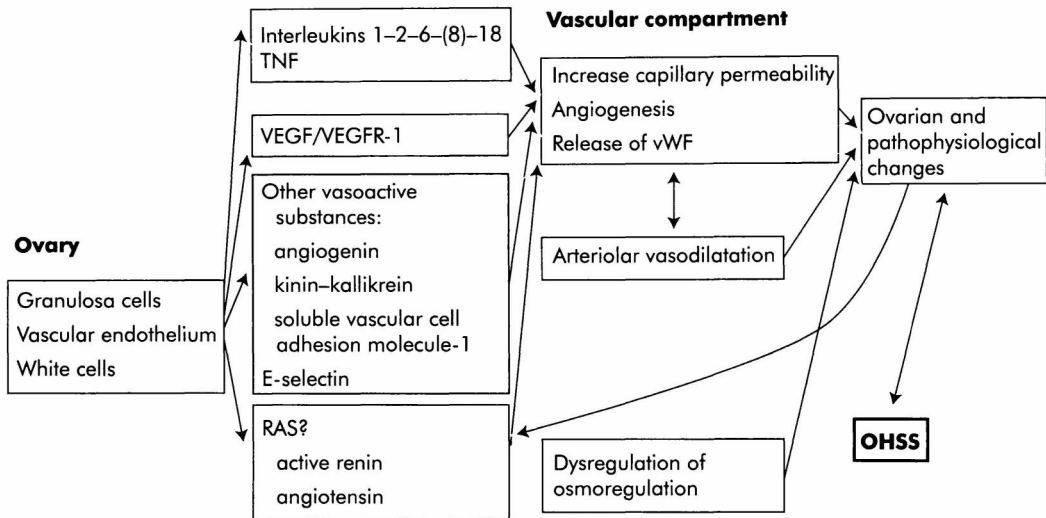 Vascular compartment
Interleukins 1–2–6–(8)–18
TNF
VEGF/VEGFR-1
Other vasoactive
substances:
angiogenin
kinin–kallikrein
soluble vascular cell
adhesion molecule-1
E-selectin
RAS?
active renin
angiotensin
Ovary
Granulosa cells
Vascular endothelium
White cells
Increase capillary permeability
Angiogenesis
Release of vWF
Arteriolar vasodilatation
Dysregulation of
osmoregulation
Ovarian and
pathophysiological
changes
OHSS